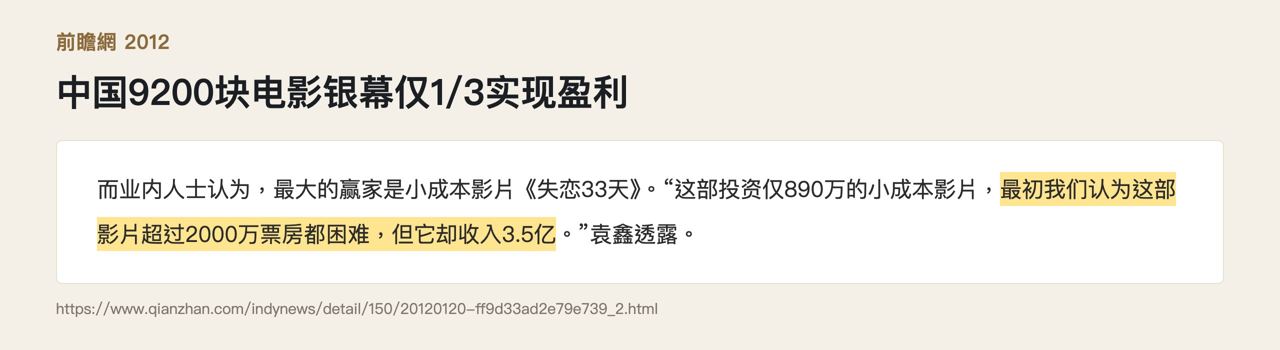 前瞻網 2012
中国9200块电影银幕仅1/3实现盈利
而业内人士认为，最大的赢家是小成本影片《失恋33天》。“这部投资仅890万的小成本影片，最初我们认为这部
影片超过2000万票房都困难，但它却收入3.5亿。”袁鑫透露。
https://www.qianzhan.com/indynews/detail/150/20120120-ff9d33ad2e79e739_2.html